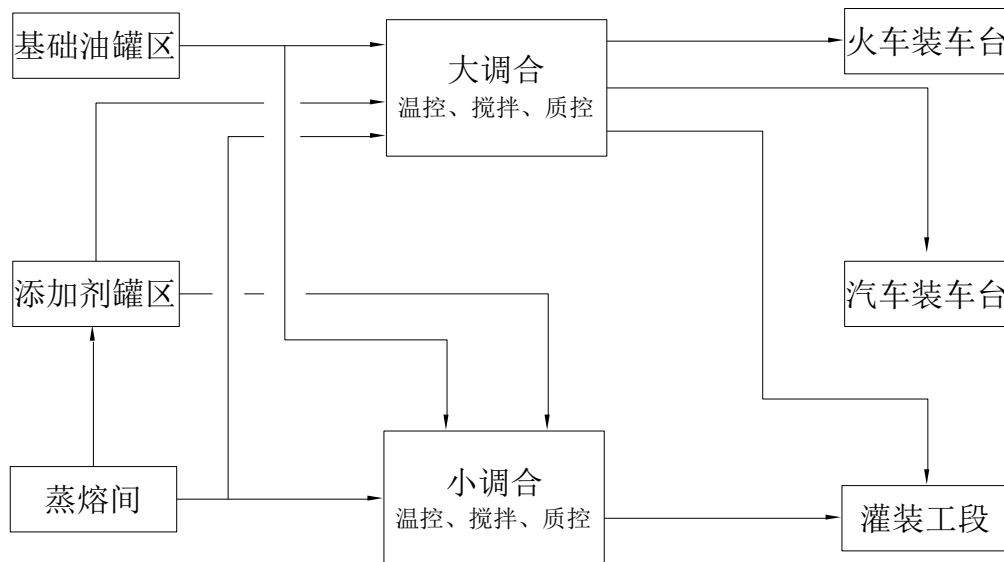 基础油罐区
大调合
温控、搅拌、质控
火车装车台
添加剂罐区
汽车装车台
蒸熔间
小调合
温控、搅拌、质控
灌装工段